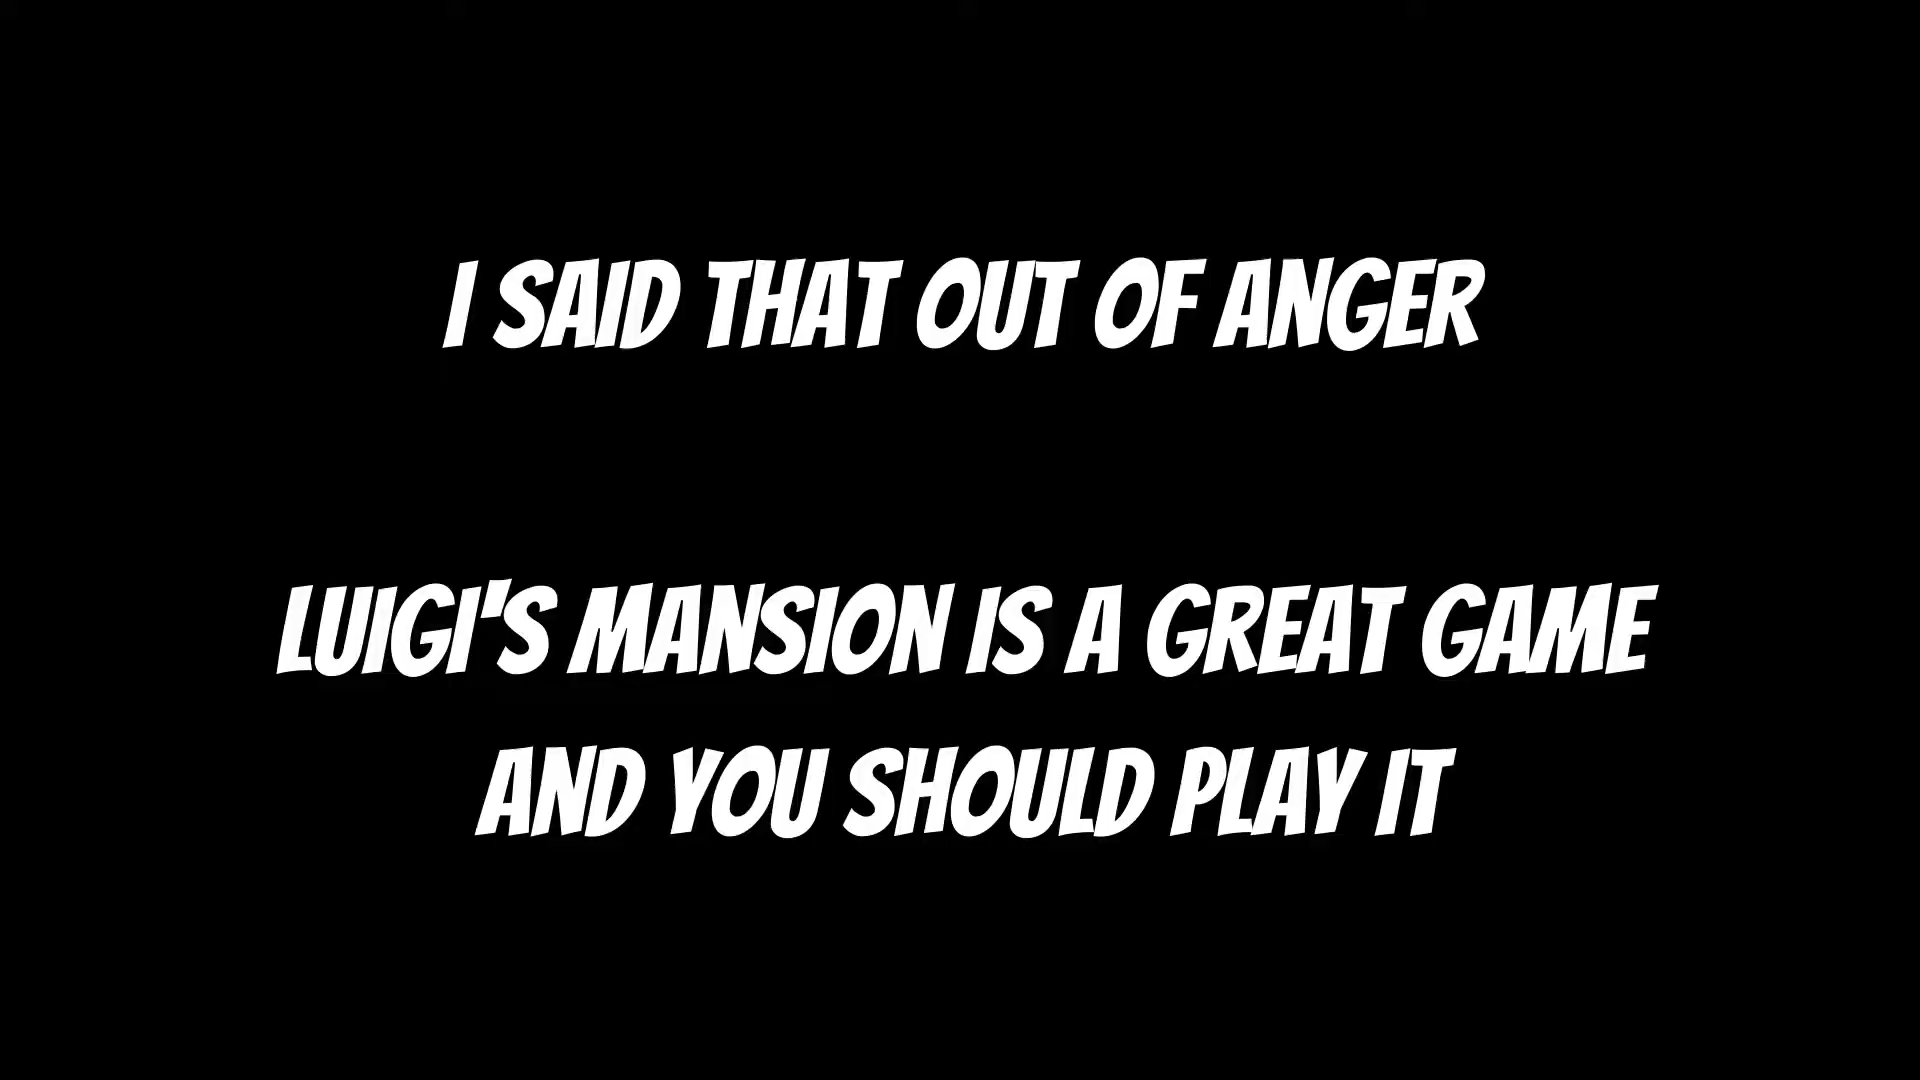 I SAID THAT OUT OF ANGER
LUIGI'S MANSION IS A GREAT GAME
AND YOU SHOULD PLAY IT